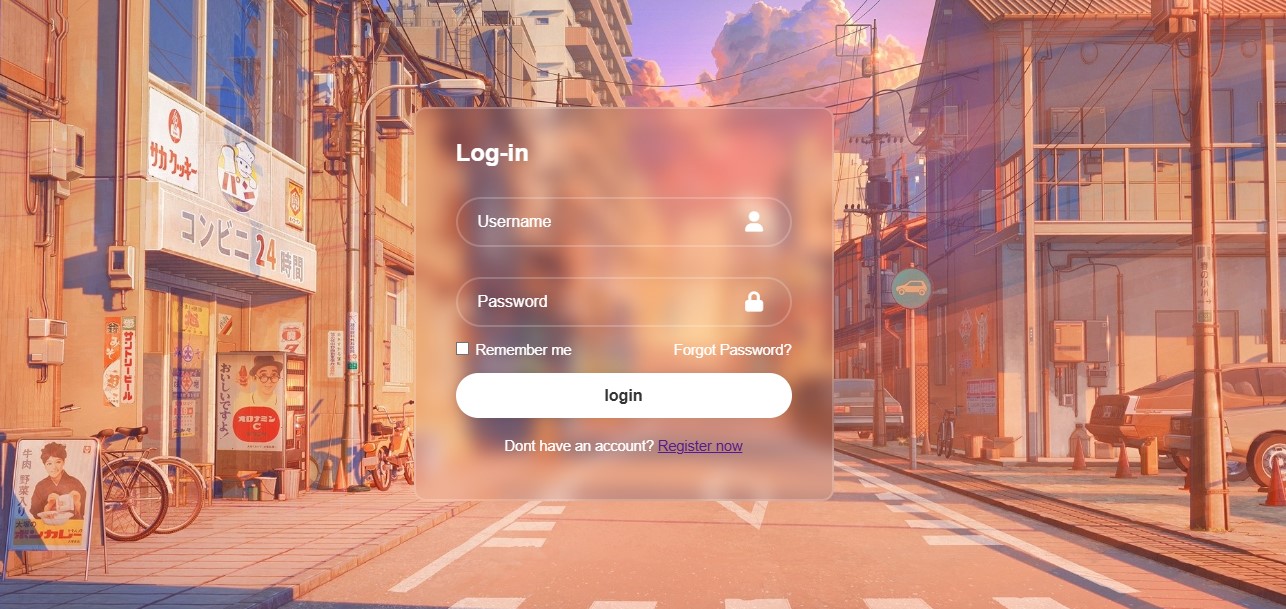 サカ クッキー
パン
コンビニ 24 時間
Log-in
Username
Password
Remember me
Forgot Password?
login
Dont have an account? Register now
サントリービール
おいしいですよ
オロナミン
C
牛肉 野菜入り
大塚の
ボンカレー